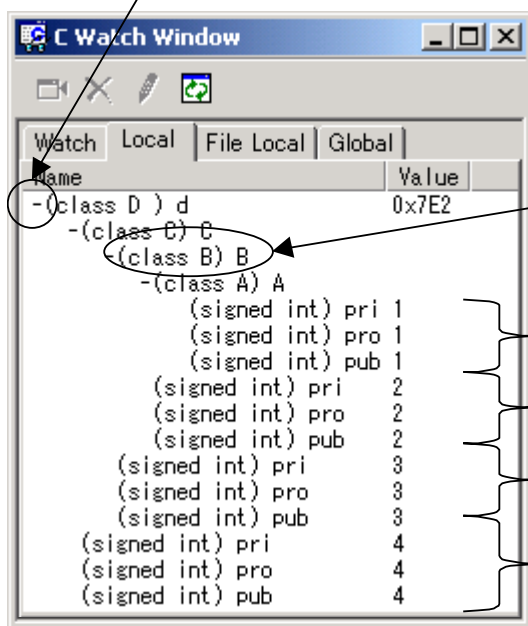 C Watch Window
Watch Local File Local Global
Name Value
-(class D ) d 0x7E2
-(class C) C
-(class B) B
-(class A) A
(signed int) pri 1
(signed int) pro 1
(signed int) pub 1
(signed int) pri 2
(signed int) pro 2
(signed int) pub 2
(signed int) pri 3
(signed int) pro 3
(signed int) pub 3
(signed int) pri 4
(signed int) pro 4
(signed int) pub 4